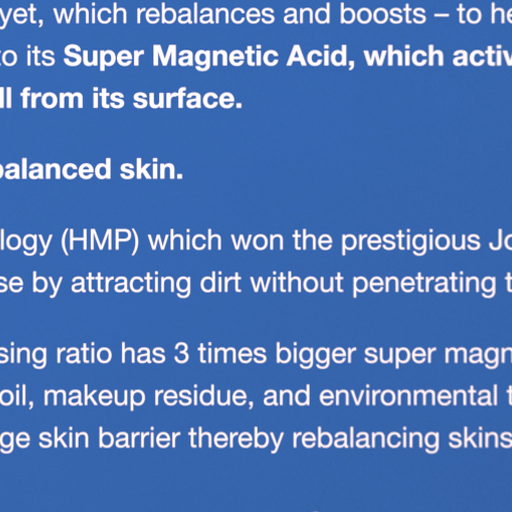 yet, which rebalances and boosts – to he
to its Super Magnetic Acid, which activ
ll from its surface.
balanced skin.
logy (HMP) which won the prestigious Jo
se by attracting dirt without penetrating t
sing ratio has 3 times bigger super magn
oil, makeup residue, and environmental t
ge skin barrier thereby rebalancing skins